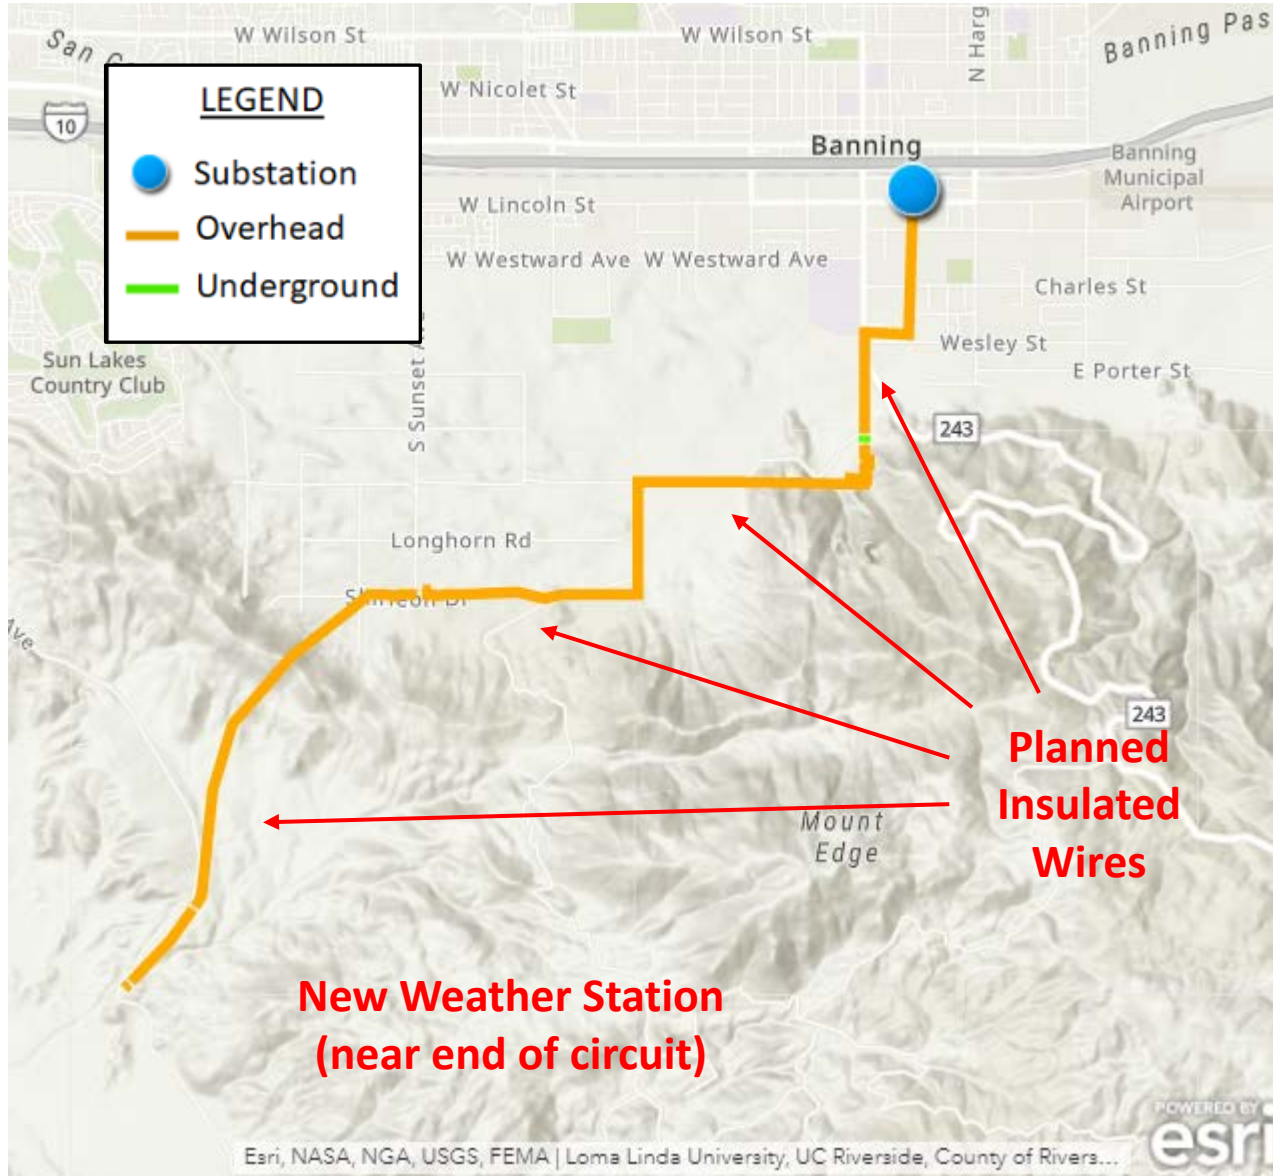 San
W Wilson St
W Wilson St
N Harg
Banning Pas
LEGEND
Substation
Overhead
Underground
10
W Nicolet St
Banning
Banning
Municipal
Airport
W Lincoln St
W Westward Ave
W Westward Ave
Charles St
Wesley St
E Porter St
Sun Lakes
Country Club
S Sunset
243
Longhorn Rd
Ave
243
Planned
Insulated
Wires
Mount
Edge
New Weather Station
(near end of circuit)
POWERED BY
esri
Esri, NASA, NGA, USGS, FEMA | Loma Linda University, UC Riverside, County of Rivers...